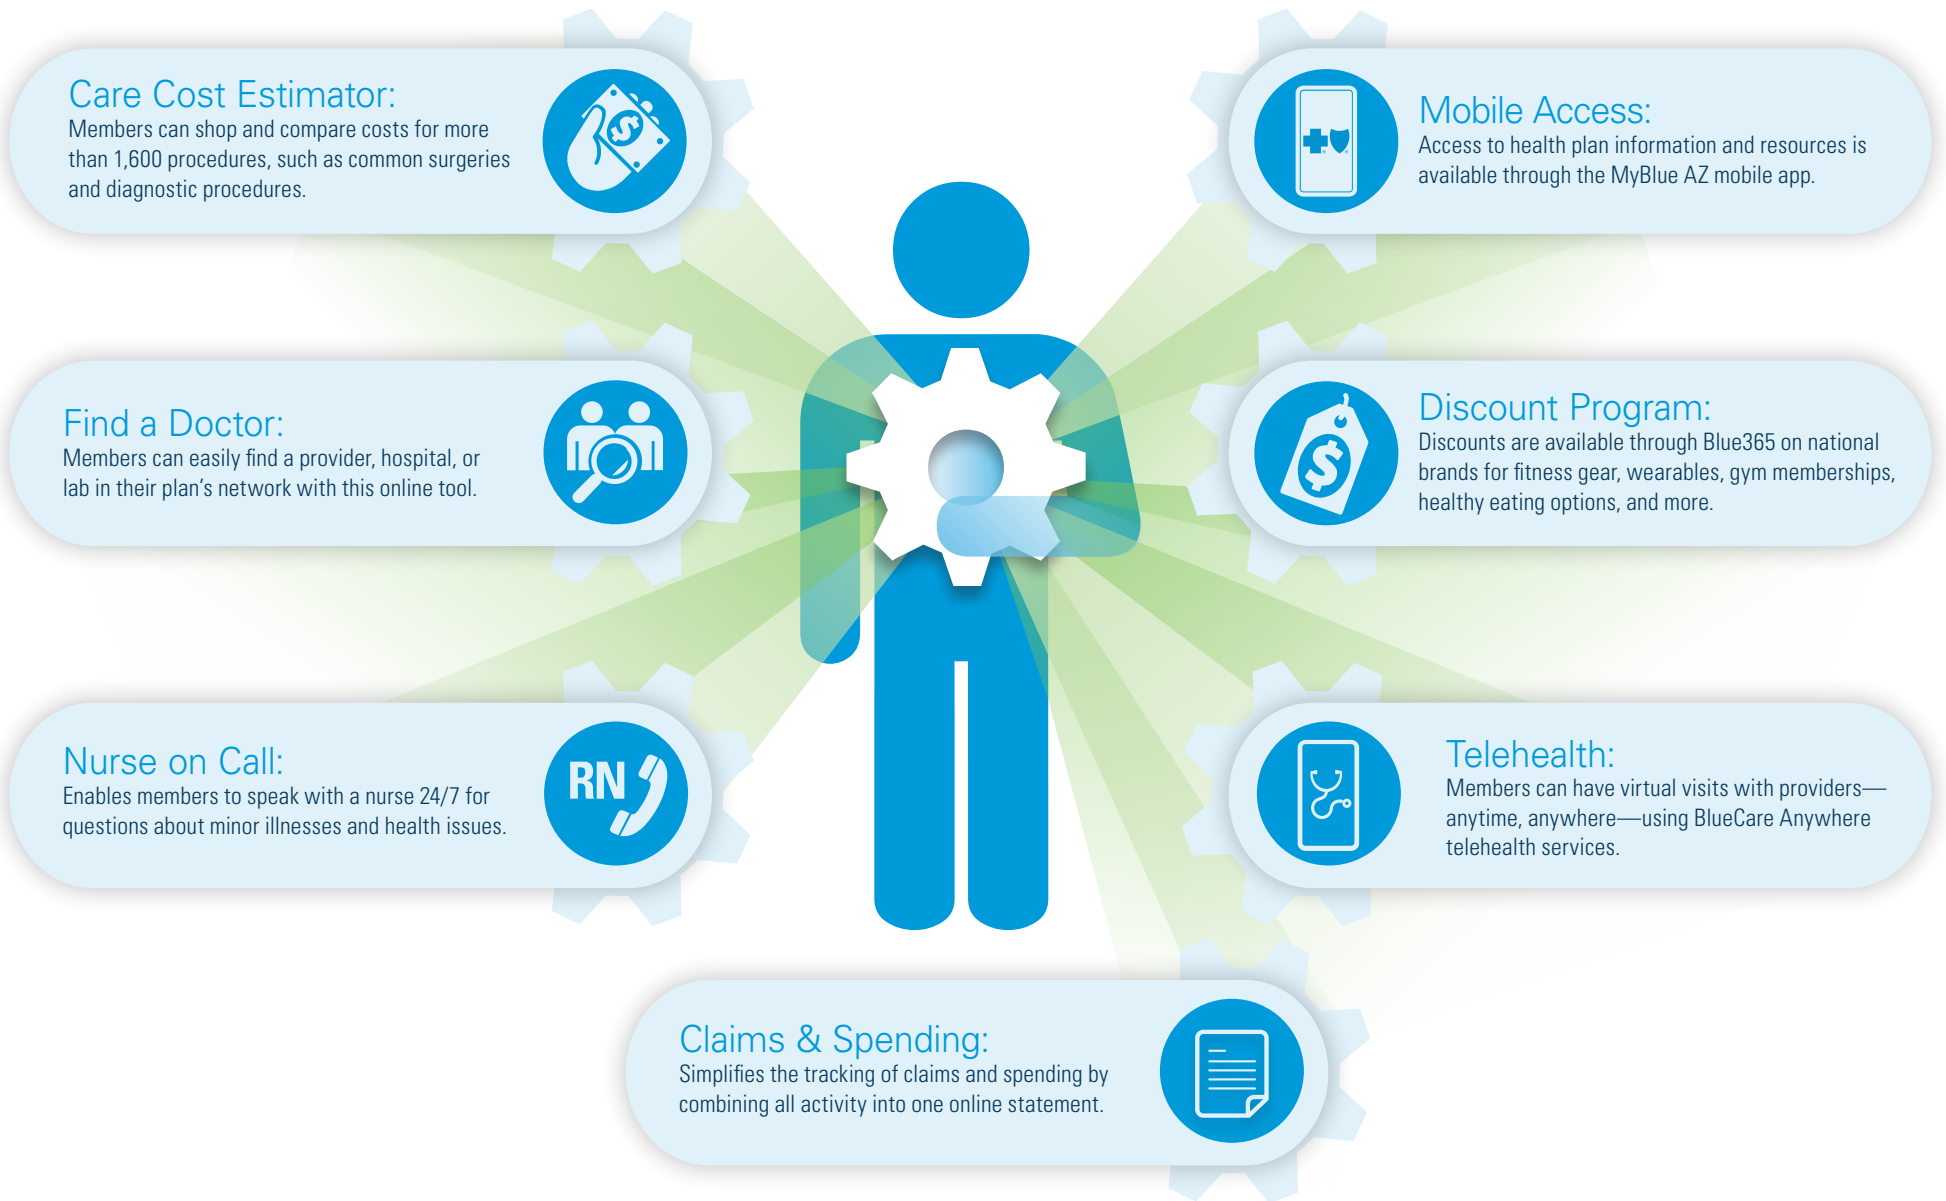 Care Cost Estimator:
Members can shop and compare costs for more
than 1,600 procedures, such as common surgeries
and diagnostic procedures.
Mobile Access:
Access to health plan information and resources is
available through the MyBlue AZ mobile app.
Find a Doctor:
Members can easily find a provider, hospital, or
lab in their plan’s network with this online tool.
Discount Program:
Discounts are available through Blue365 on national
brands for fitness gear, wearables, gym memberships,
healthy eating options, and more.
Nurse on Call:
Enables members to speak with a nurse 24/7 for
questions about minor illnesses and health issues.
RN
Telehealth:
Members can have virtual visits with providers—
anytime, anywhere—using BlueCare Anywhere
telehealth services.
Claims & Spending:
Simplifies the tracking of claims and spending by
combining all activity into one online statement.